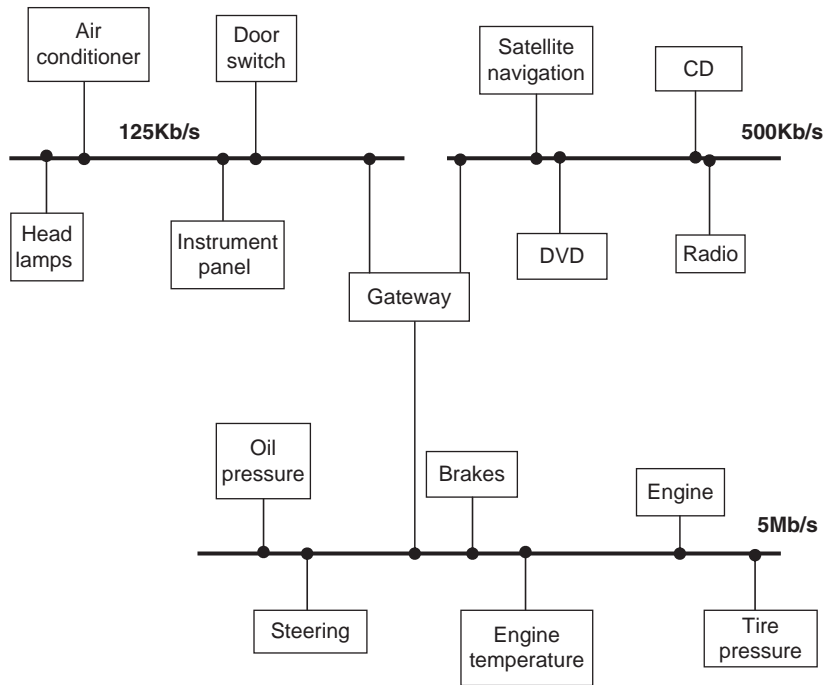 Air
conditioner
Door
switch
Satellite
navigation
CD
125Kb/s
500Kb/s
Head
lamps
Instrument
panel
DVD
Radio
Gateway
Oil
pressure
Brakes
Engine
5Mb/s
Steering
Engine
temperature
Tire
pressure